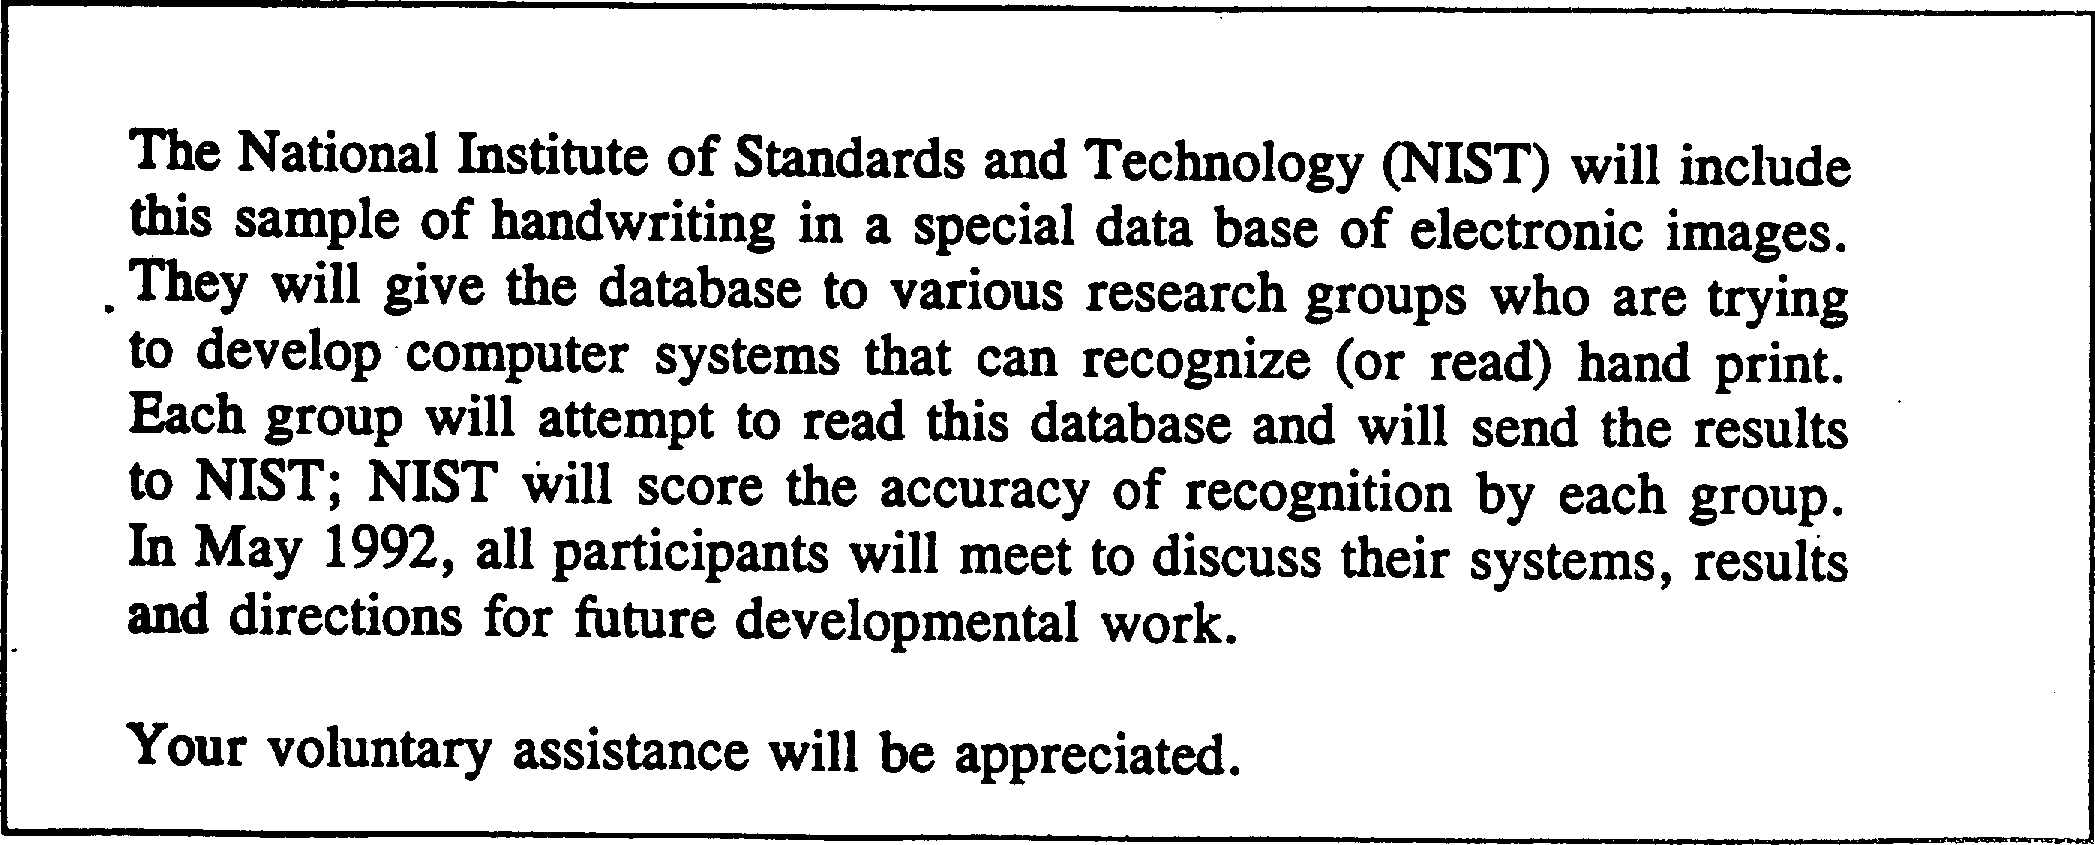 The National Institute of Standards and Technology (NIST) will include
this sample of handwriting in a special data base of electronic images.
They will give the database to various research groups who are trying
to develop computer systems that can recognize (or read) hand print.
Each group will attempt to read this database and will send the results
to NIST; NIST will score the accuracy of recognition by each group.
In May 1992, all participants will meet to discuss their systems, results
and directions for future developmental work.
Your voluntary assistance will be appreciated.